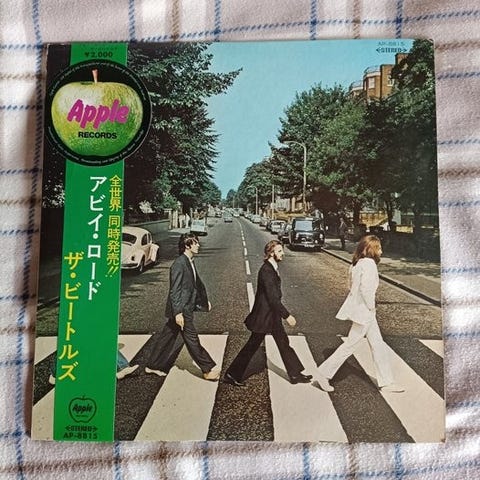 ¥2,000
AP-8815
STEREO
Apple
RECORDS
全世界同時発売!!
アビイ・ロード
ザ・ビートルズ
Apple
STEREO
AP-8815